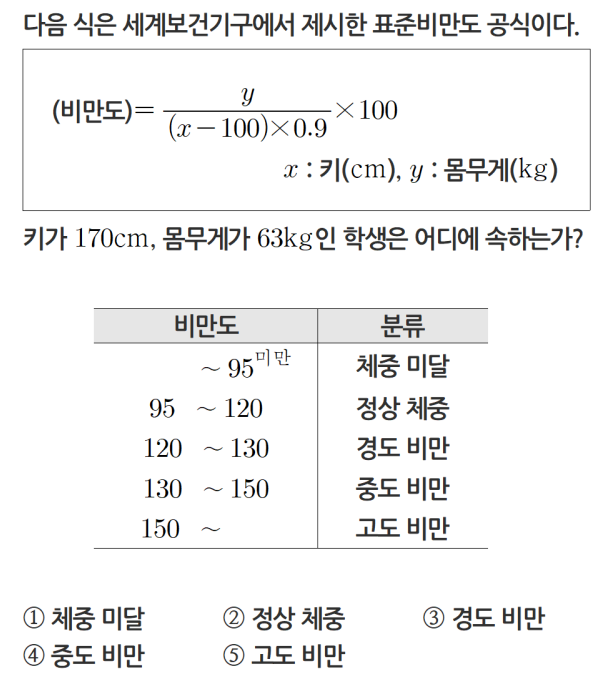 다음 식은 세계보건기구에서 제시한 표준비만도 공식이다.
(비만도)= y / (x-100)×0.9 ×100
x : 키(cm), y : 몸무게(kg)
키가 170cm, 몸무게가 63kg인 학생은 어디에 속하는가?
비만도 분류
~ 95미만 체중 미달
95 ~ 120 정상 체중
120 ~ 130 경도 비만
130 ~ 150 중도 비만
150 ~ 고도 비만
① 체중 미달 ② 정상 체중 ③ 경도 비만
④ 중도 비만 ⑤ 고도 비만